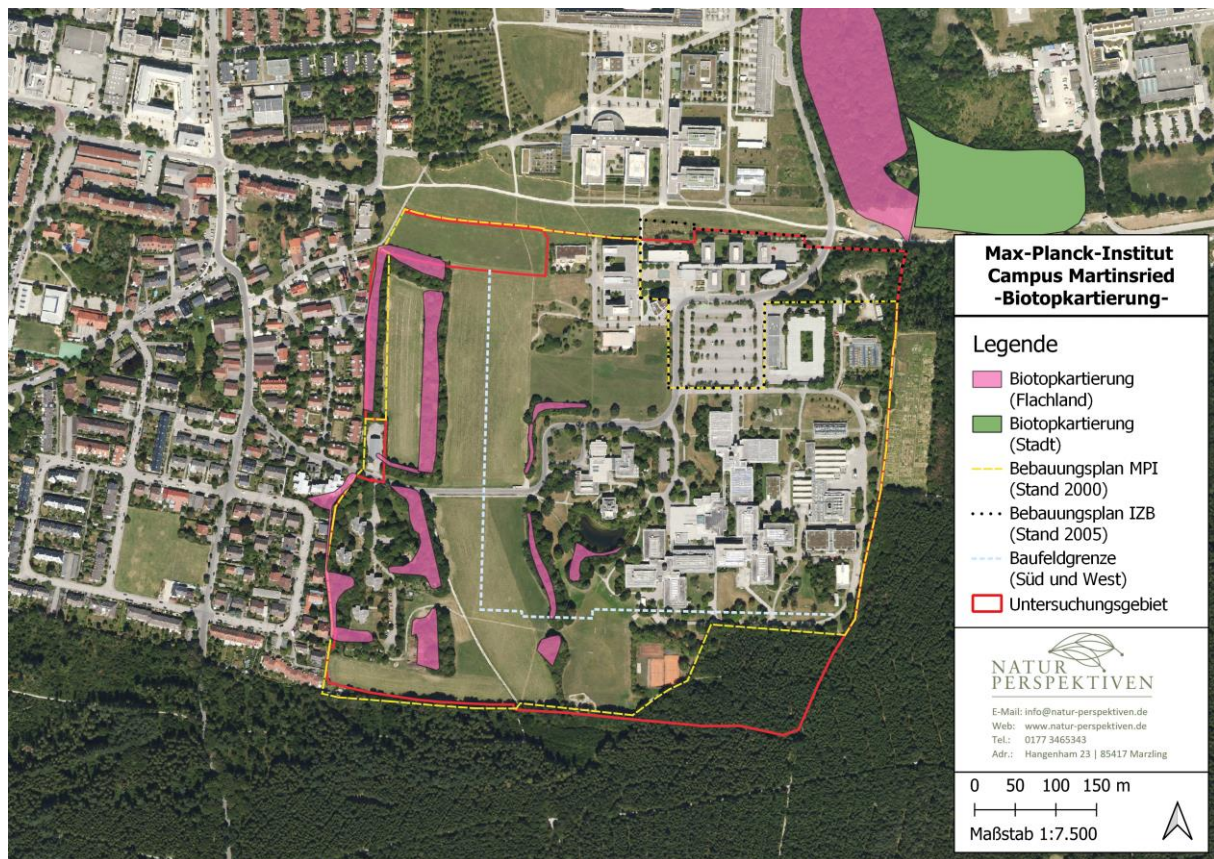 Max-Planck-Institut
Campus Martinsried
-Biotopkartierung-
Legende
Biotopkartierung
(Flachland)
Biotopkartierung
(Stadt)
Bebauungsplan MPI
(Stand 2000)
Bebauungsplan IZB
(Stand 2005)
Baufeldgrenze
(Süd und West)
Untersuchungsgebiet
NATUR
PERSPEKTIVEN
E-Mail: info@natur-perspektiven.de
Web: www.natur-perspektiven.de
Tel.: 0177 3465343
Adr.: Hangenham 23 | 85417 Marzling
0 50 100 150 m
Maßstab 1:7.500